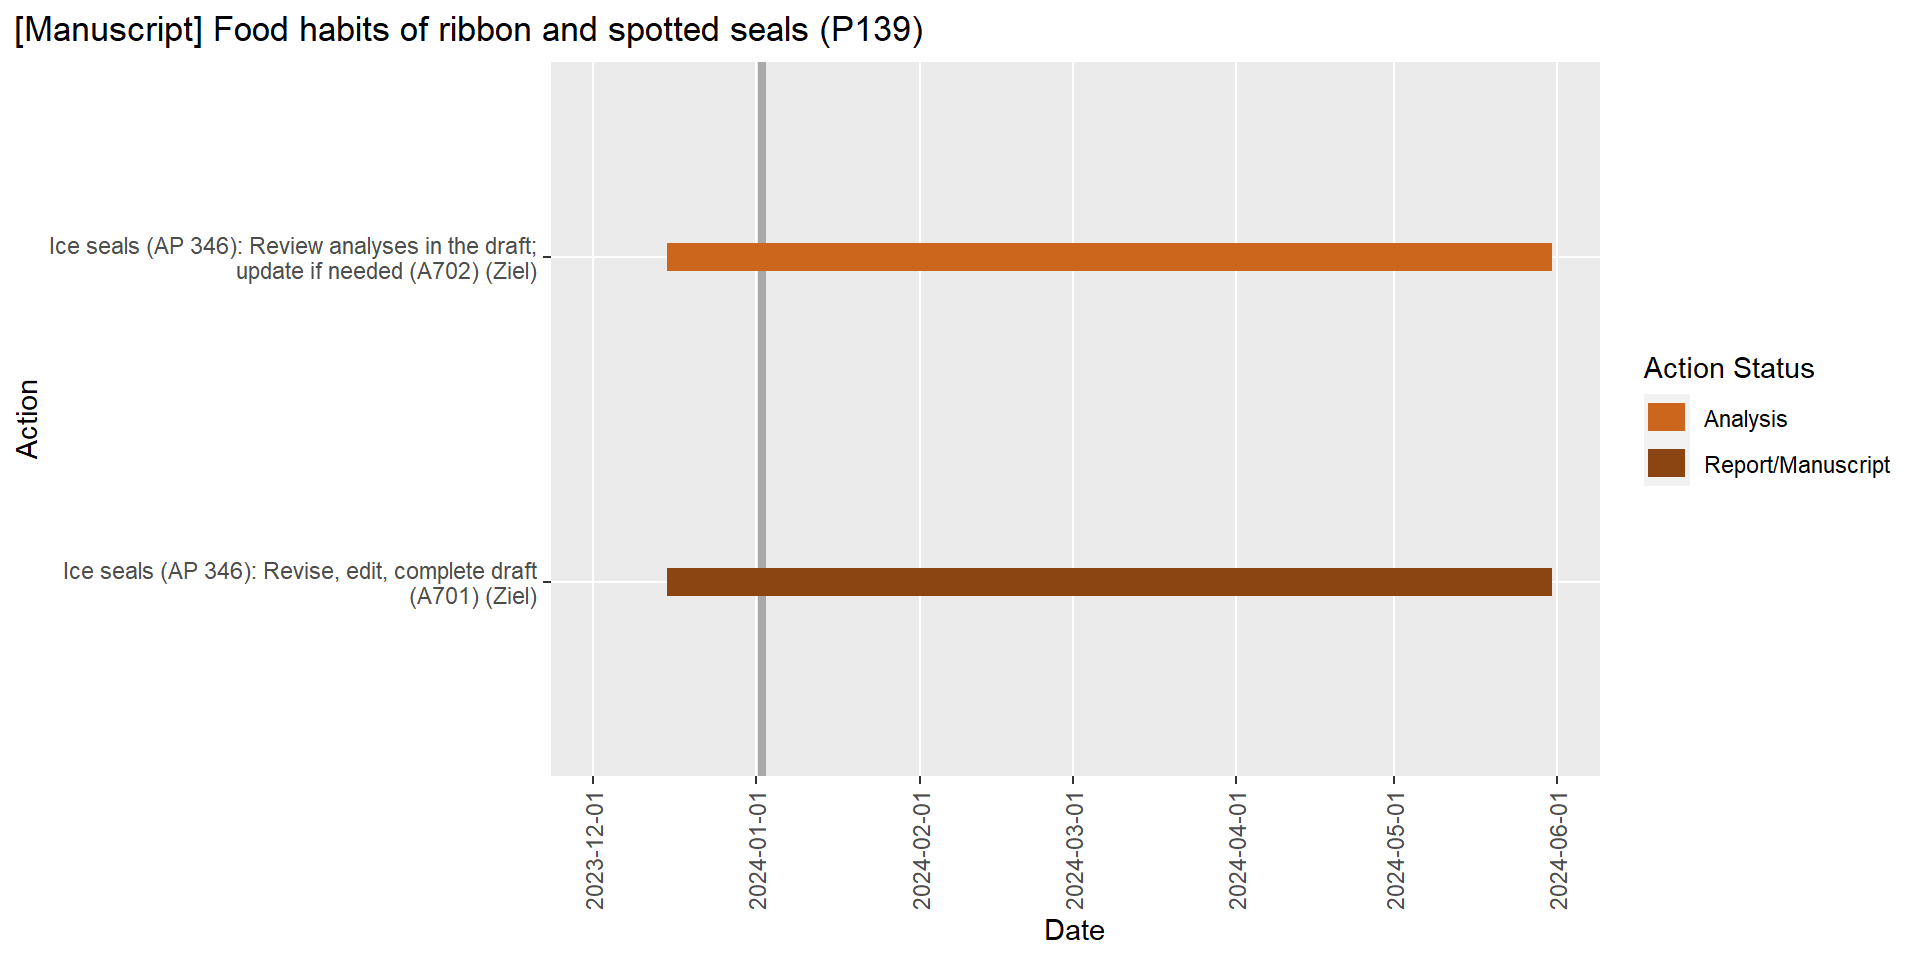 [Manuscript] Food habits of ribbon and spotted seals (P139)
Ice seals (AP 346): Review analyses in the draft;
update if needed (A702) (Ziel)
Ice seals (AP 346): Revise, edit, complete draft
(A701) (Ziel)
Action
2023-12-01
2024-01-01
2024-02-01
2024-03-01
2024-04-01
2024-05-01
2024-06-01
Date
Action Status
Analysis
Report/Manuscript